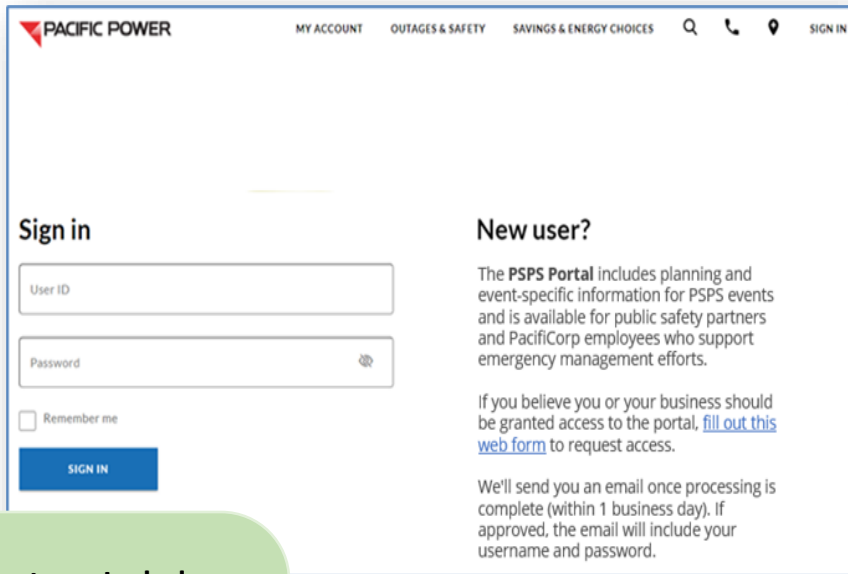 PACIFIC POWER
MY ACCOUNT OUTAGES & SAFETY SAVINGS & ENERGY CHOICES SIGN IN
Sign in
User ID
Password
Remember me
SIGN IN
New user?
The PSPS Portal includes planning and
event-specific information for PSPS events
and is available for public safety partners
and PacifiCorp employees who support
emergency management efforts.
If you believe you or your business should
be granted access to the portal, fill out this
web form to request access.
We'll send you an email once processing is
complete (within 1 business day). If
approved, the email will include your
username and password.